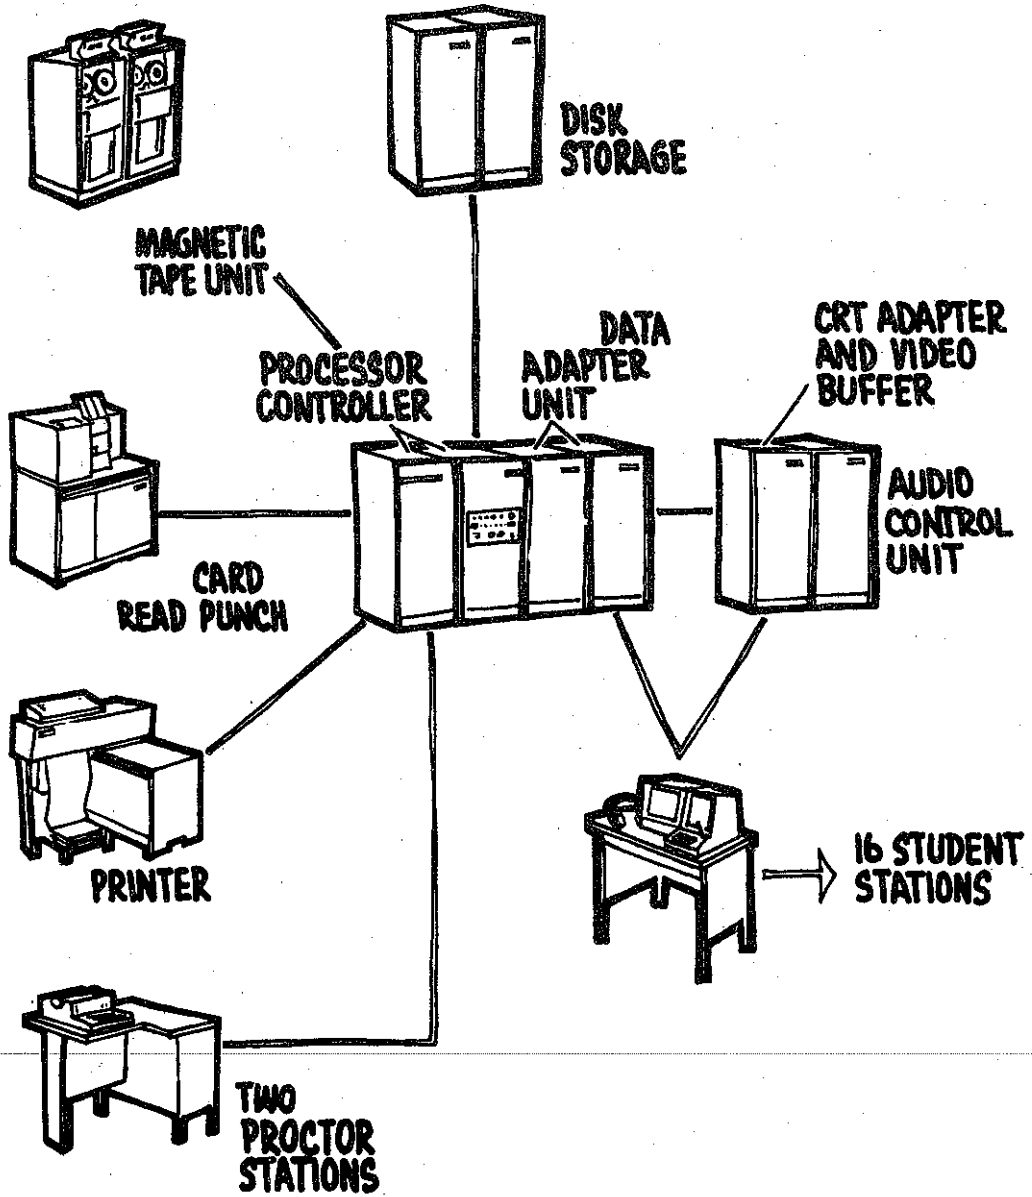 DISK
STORAGE
MAGNETIC
TAPE UNIT
DATA
ADAPTER
UNIT
CRT ADAPTER
AND VIDEO
BUFFER
PROCESSOR
CONTROLLER
AUDIO
CONTROL
UNIT
CARD
READ PUNCH
PRINTER
16 STUDENT
STATIONS
TWO
PROCTOR
STATIONS